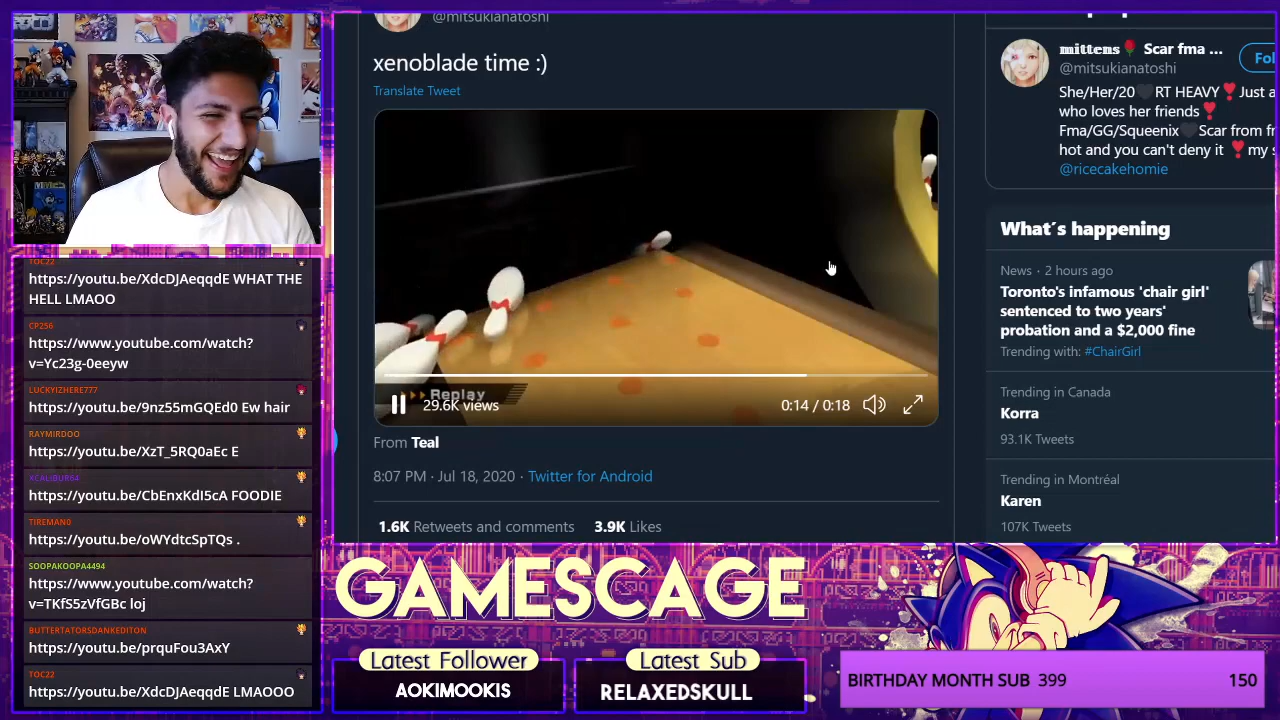 @mitsukianatoshi
xenoblade time :)
Translate Tweet
Replay
29.6K views
0:14 / 0:18
From Teal
8:07 PM · Jul 18, 2020 · Twitter for Android
1.6K Retweets and comments 3.9K Likes
mittens🌹 Scar fma ...
@mitsukianatoshi
She/Her/20🖤RT HEAVY❣Just a
who loves her friends❣
Fma/GG/Squeenix🖤Scar from fr
hot and you can't deny it ❣my s
@ricecakehomie
Fol
What's happening
News · 2 hours ago
Toronto's infamous 'chair girl'
sentenced to two years'
probation and a $2,000 fine
Trending with: #ChairGirl
Trending in Canada
Korra
93.1K Tweets
Trending in Montréal
Karen
107K Tweets
TOC22
https://youtu.be/XdcDJAeqqdE WHAT THE
HELL LMAOO
CP256
https://www.youtube.com/watch?
v=Yc23g-0eeyw
LUCKYIZHERE777
https://youtu.be/9nz55mGQEd0 Ew hair
RAYMIRDOO
https://youtu.be/XzT_5RQ0aEc E
XCALIBUR64
https://youtu.be/CbEnxKdI5cA FOODIE
TIREMAN0
https://youtu.be/oWYdtcSpTQs .
SOOPAKOOPA4494
https://www.youtube.com/watch?
v=TKfS5zVfGBc loj
BUTTERTATORSDANKEDITON
https://youtu.be/prquFou3AxY
TOC22
https://youtu.be/XdcDJAeqqdE LMAOOO
GAMESCAGE
Latest Follower
AOKIMOOKIS
Latest Sub
RELAXEDSKULL
BIRTHDAY MONTH SUB 399 150